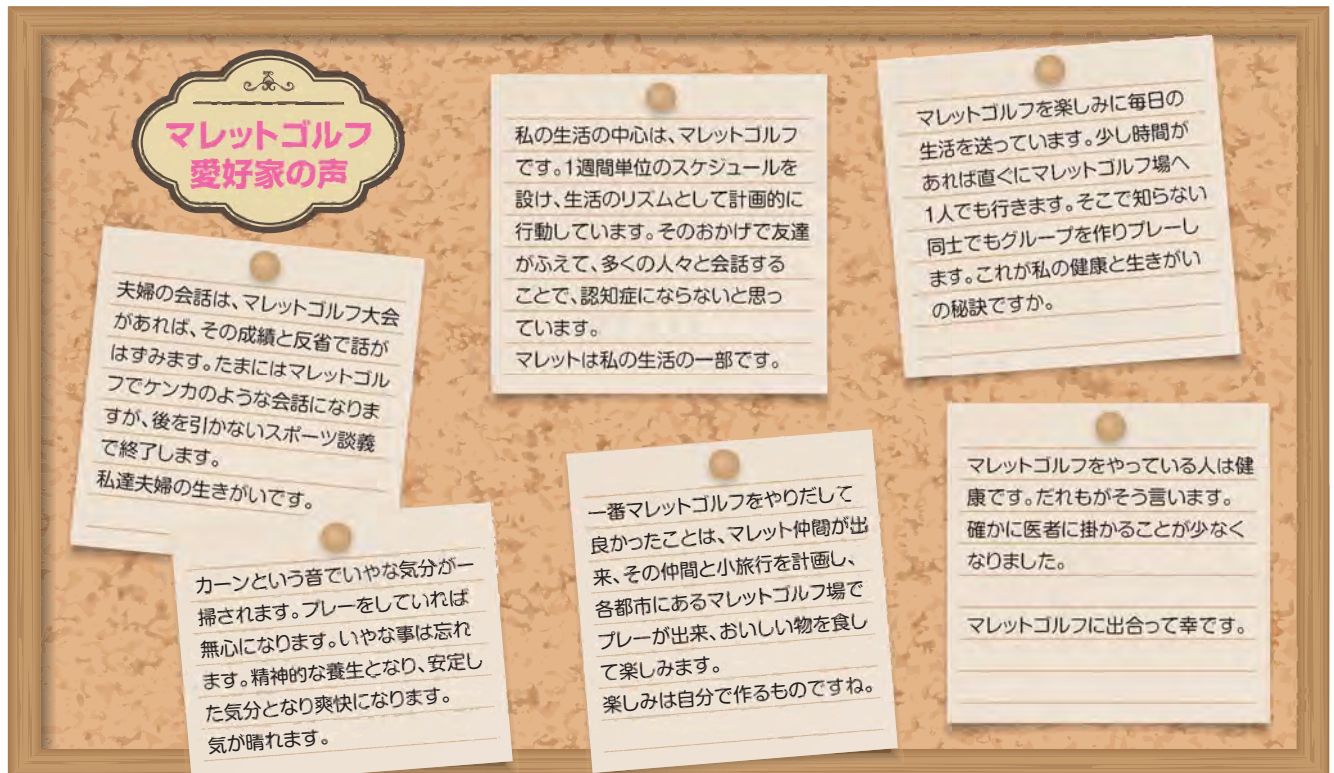 マレットゴルフ
愛好家の声
夫婦の会話は、マレットゴルフ大会
があれば、その成績と反省で話が
はずみます。たまにはマレットゴル
フでケンカのような会話になりま
すが、後を引かないスポーツ談義
で終了します。
私達夫婦の生きがいです。
私の生活の中心は、マレットゴルフ
です。1週間単位のスケジュールを
設け、生活のリズムとして計画的に
行動しています。そのおかげで友達
がふえて、多くの人々と会話する
ことで、認知症にならないと思っ
ています。
マレットは私の生活の一部です。
マレットゴルフを楽しみに毎日の
生活を送っています。少し時間が
あれば直ぐにマレットゴルフ場へ
1人でも行きます。そこで知らない
同士でもグループを作りプレーし
ます。これが私の健康と生きがい
の秘訣ですか。
カーンという音でいやな気分が一
掃されます。プレーをしていれば
無心になります。いやな事は忘れ
ます。精神的な養生となり、安定し
た気分となり爽快になります。
気が晴れます。
一番マレットゴルフをやりだして
良かったことは、マレット仲間が出
来、その仲間と小旅行を計画し、
各都市にあるマレットゴルフ場で
プレーが出来、おいしい物を食し
て楽しみます。
楽しみは自分で作るものですね。
マレットゴルフをやっている人は健
康です。だれもがそう言います。
確かに医者に掛かることが少なく
なりました。
マレットゴルフに出合って幸です。